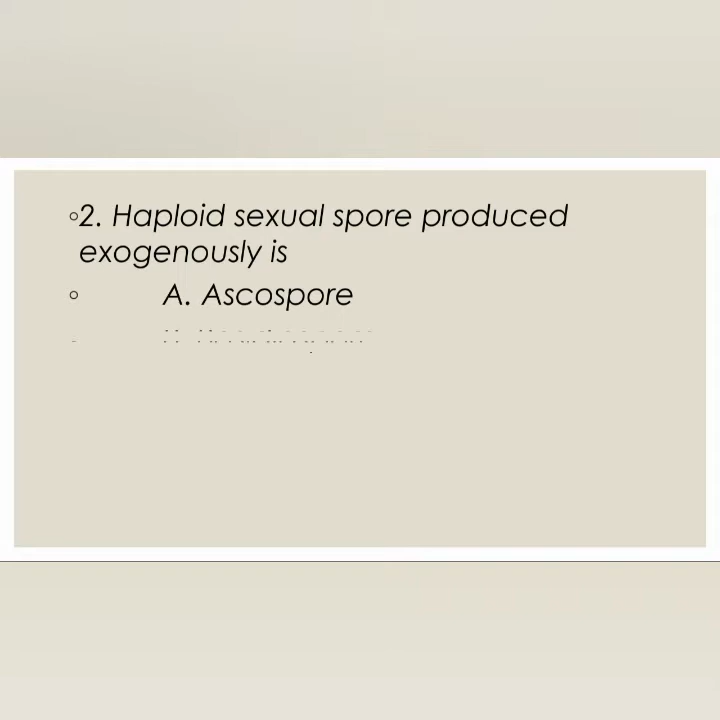 2. Haploid sexual spore produced
exogenously is
A. Ascospore